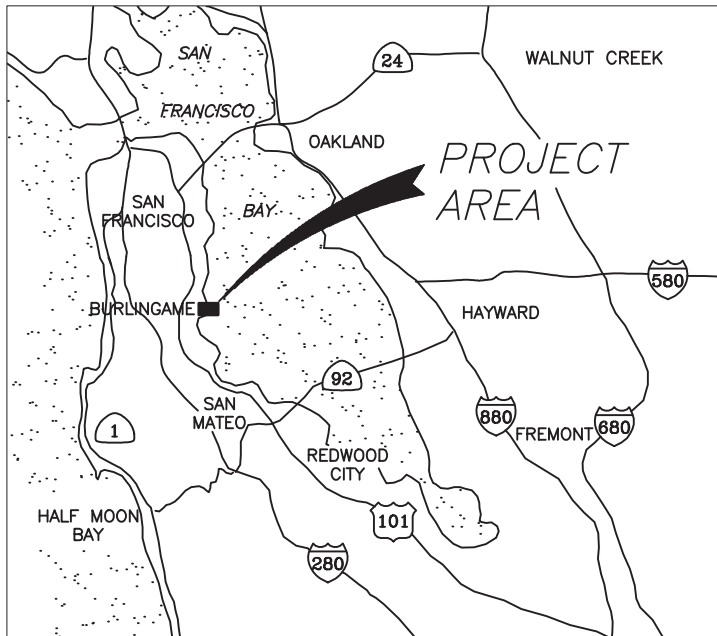 SAN
FRANCISCO
BAY
24
WALNUT CREEK
OAKLAND
PROJECT
AREA
SAN
FRANCISCO
580
BURLINGAME
HAYWARD
92
SAN
MATEO
1
880
FREMONT
680
REDWOOD
CITY
101
HALF MOON
BAY
280